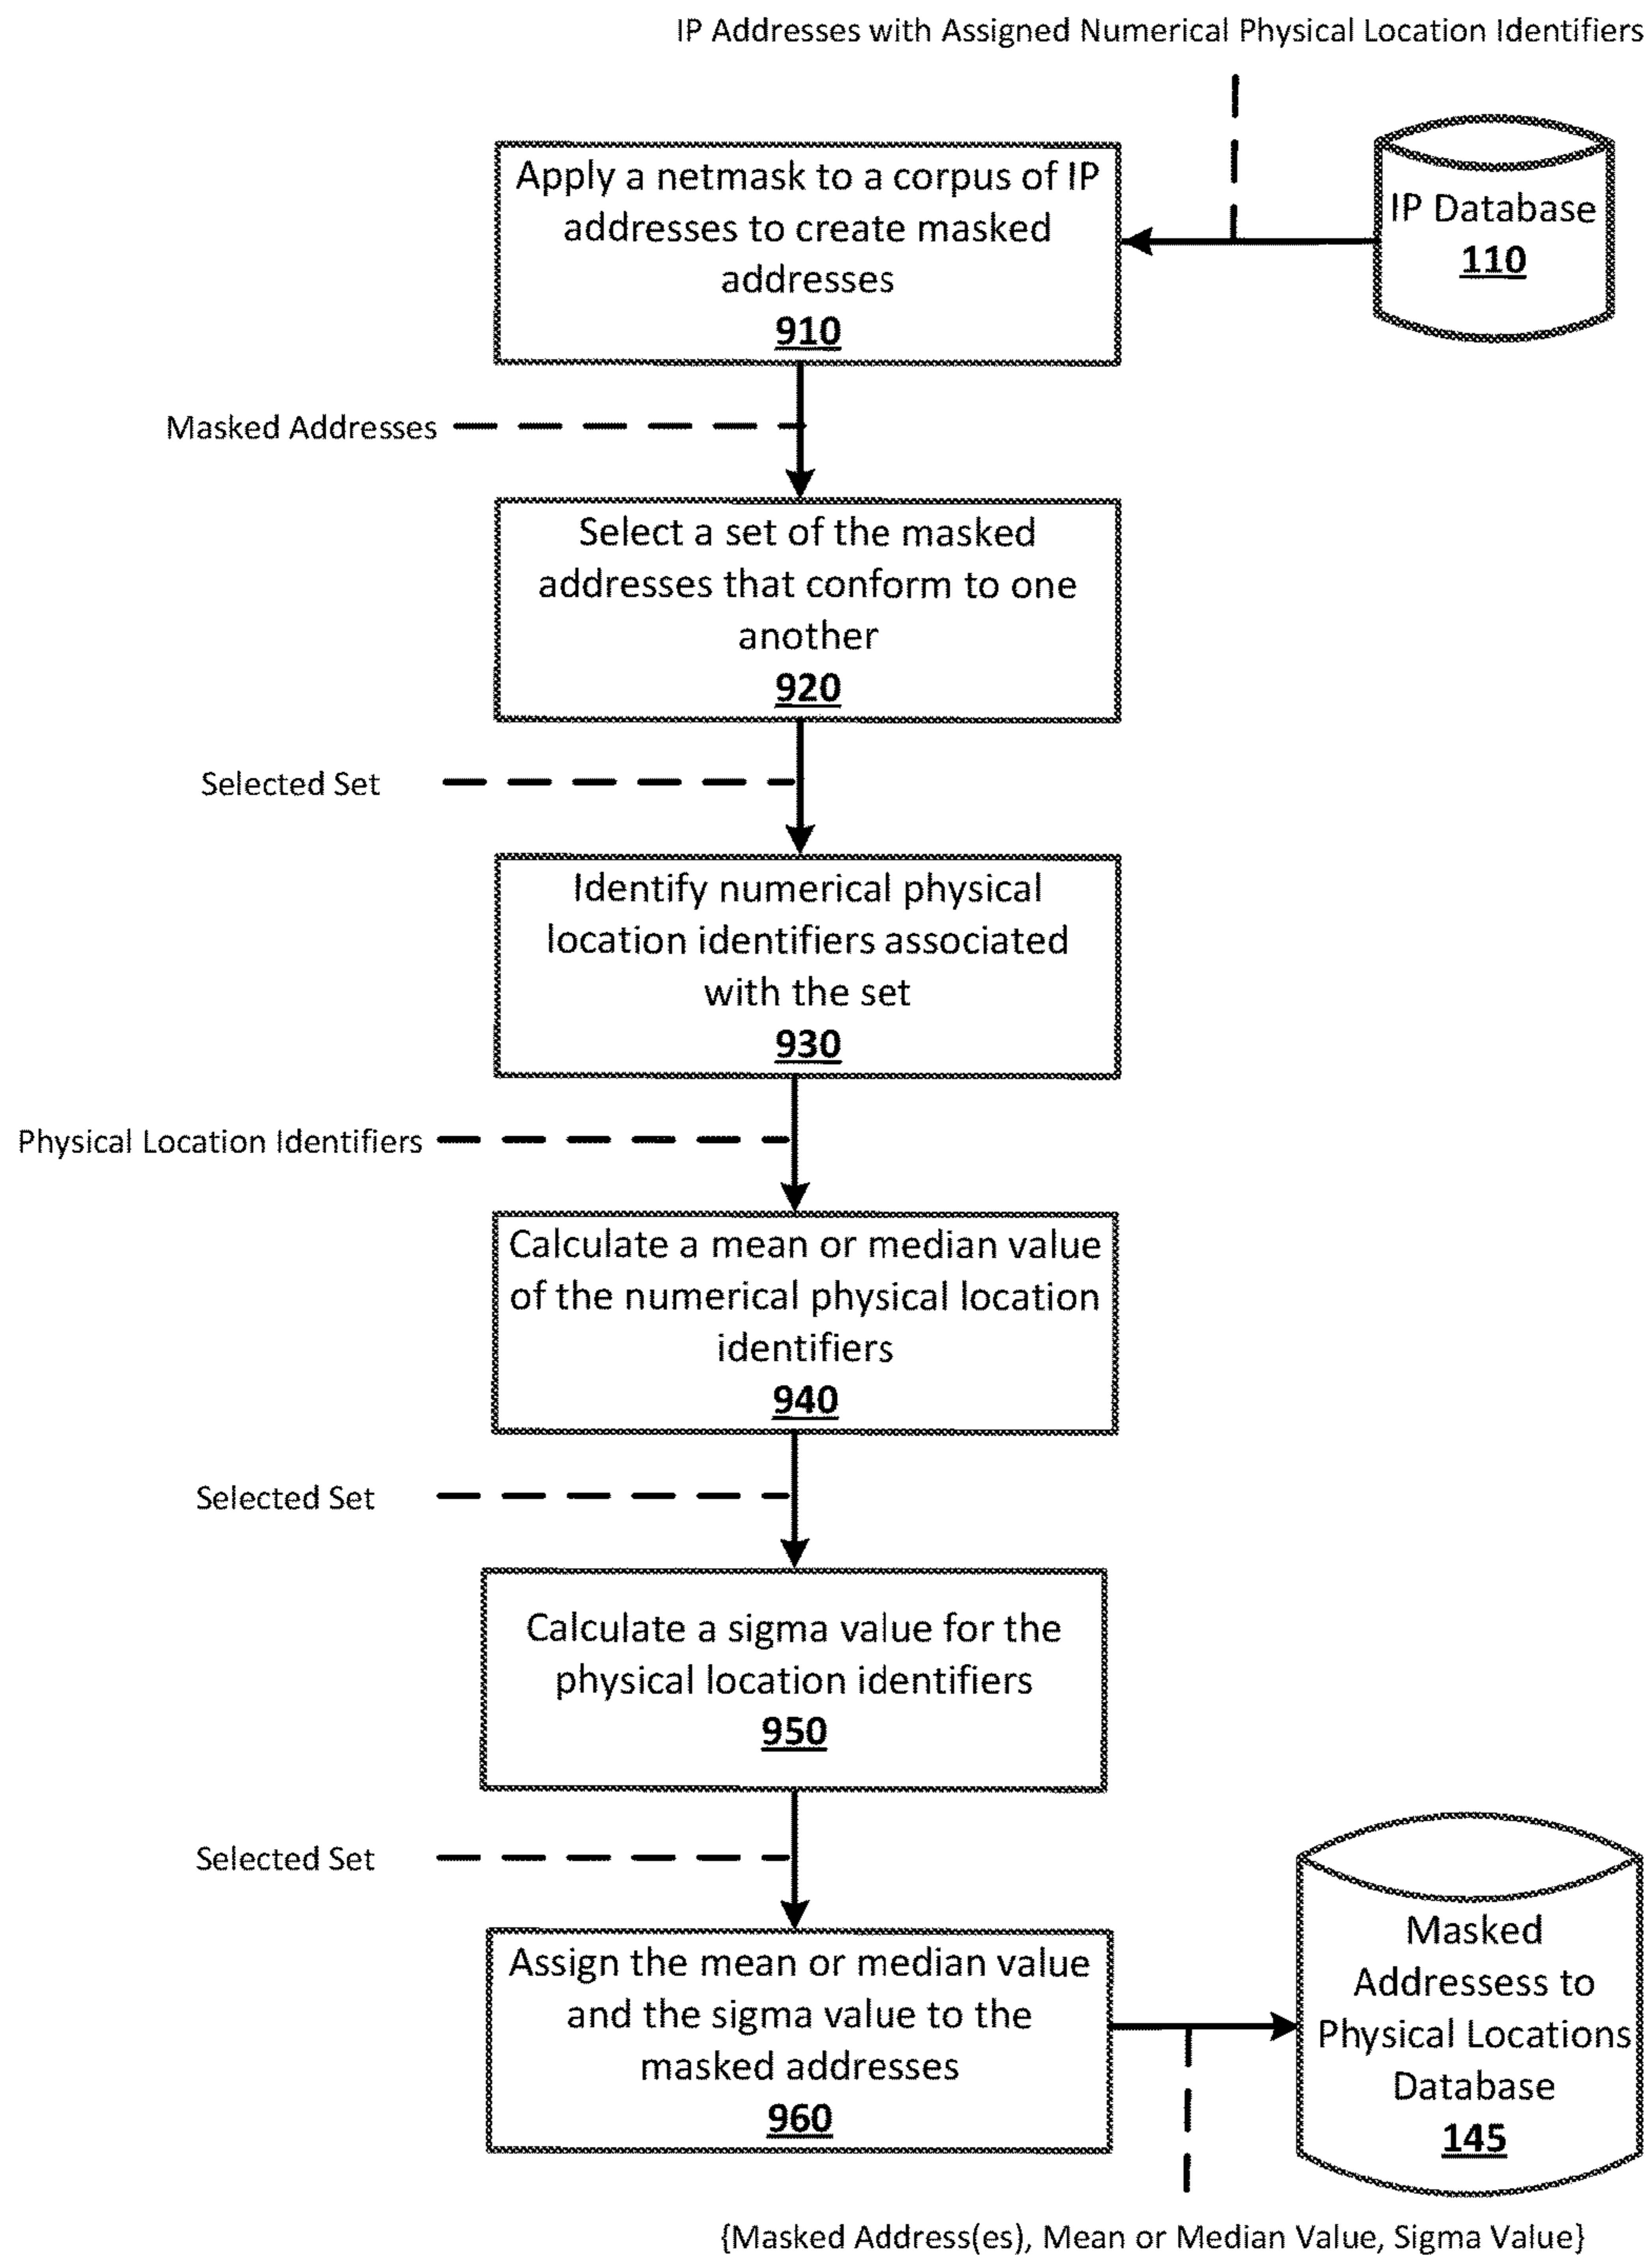 IP Addresses with Assigned Numerical Physical Location Identifiers
Apply a netmask to a corpus of IP
addresses to create masked
addresses
910
IP Database
110
Masked Addresses
Select a set of the masked
addresses that conform to one
another
920
Selected Set
Identify numerical physical
location identifiers associated
with the set
930
Physical Location Identifiers
Calculate a mean or median value
of the numerical physical location
identifiers
940
Selected Set
Calculate a sigma value for the
physical location identifiers
950
Selected Set
Assign the mean or median value
and the sigma value to the
masked addresses
960
Masked
Addressess to
Physical Locations
Database
145
{Masked Address(es), Mean or Median Value, Sigma Value}